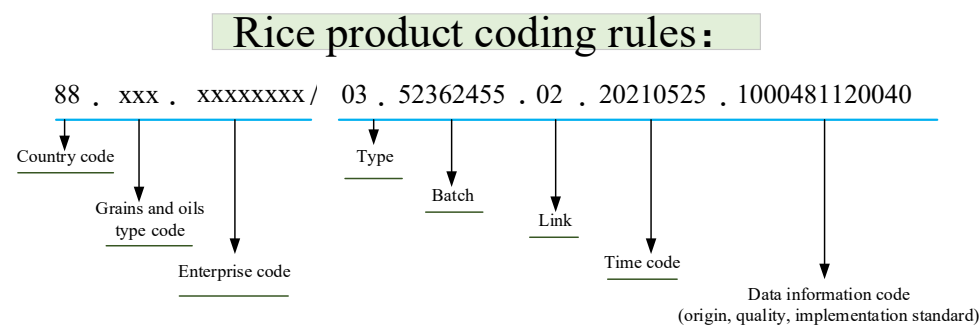 Rice product coding rules:
88 . xxx . xxxxxxxx / 03 . 52362455 . 02 . 20210525 . 1000481120040
Country code
Type
Batch
Grains and oils
type code
Link
Enterprise code
Time code
Data information code
(origin, quality, implementation standard)